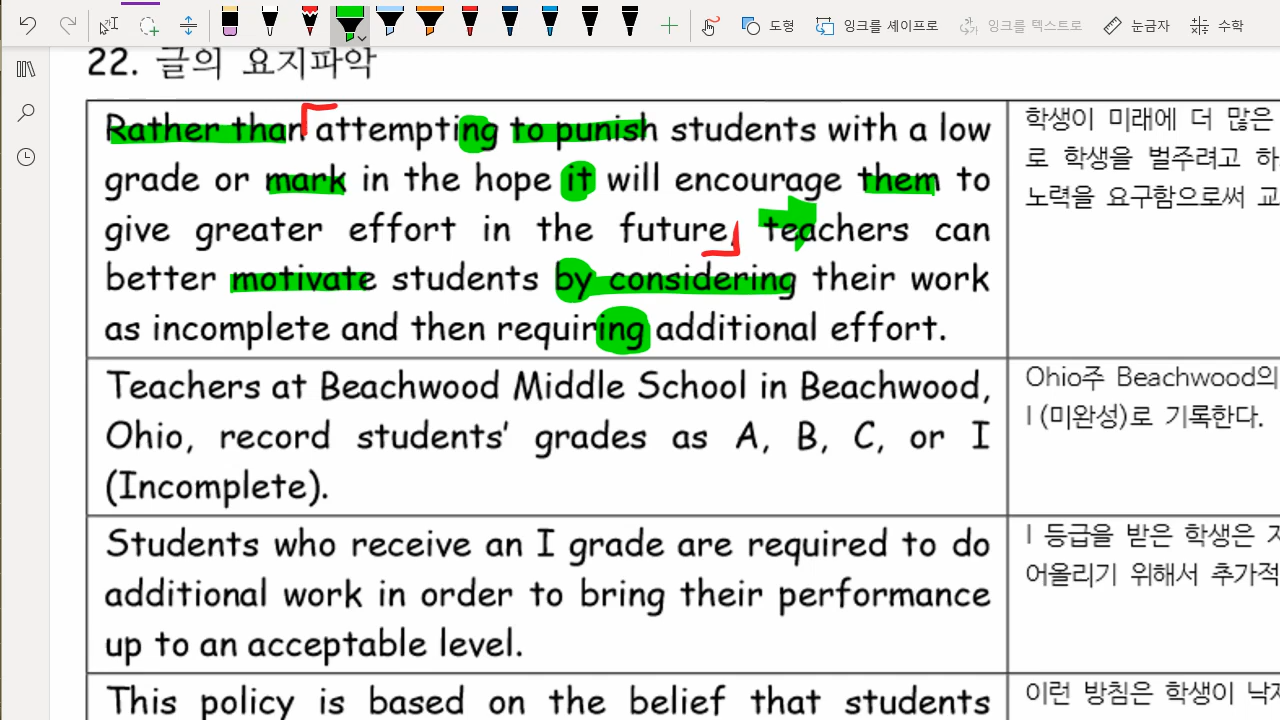 도형
잉크를 셰이프로
잉크를 텍스트로
눈금자
수학
22. 글의 요지파악
Rather than attempting to punish students with a low
grade or mark in the hope it will encourage them to
give greater effort in the future, teachers can
better motivate students by considering their work
as incomplete and then requiring additional effort.
학생이 미래에 더 많은
로 학생을 벌주려고 하
노력을 요구함으로써 교
Teachers at Beachwood Middle School in Beachwood,
Ohio, record students’ grades as A, B, C, or I
(Incomplete).
Ohio주 Beachwood의
I (미완성)로 기록한다.
Students who receive an I grade are required to do
additional work in order to bring their performance
up to an acceptable level.
I 등급을 받은 학생은
어올리기 위해서 추가적
This policy is based on the belief that students
이런 방침은 학생이